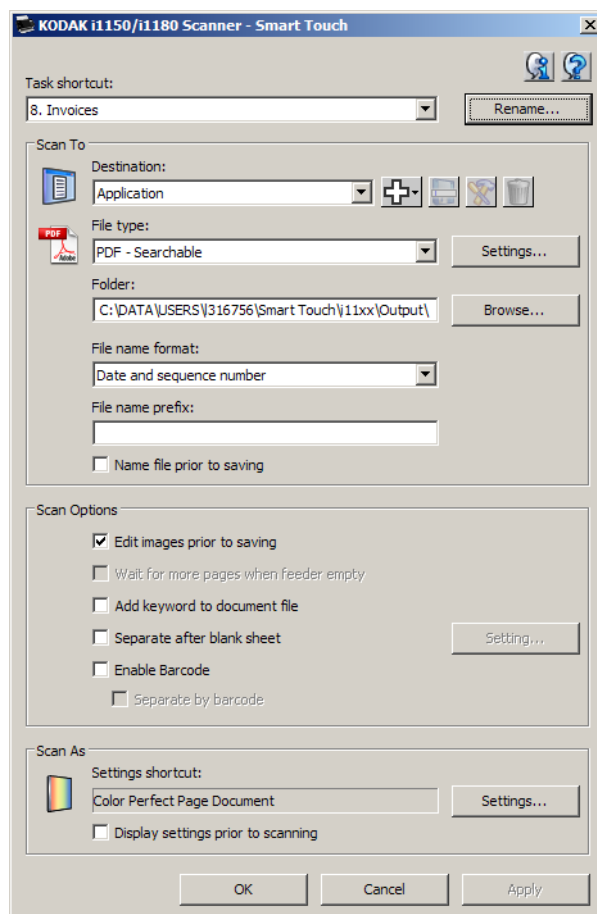 KODAK i1150/i1180 Scanner - Smart Touch
Task shortcut:
8. Invoices
Rename...
Scan To
Destination:
Application
File type:
PDF
Adobe
PDF - Searchable
Settings...
Folder:
C:\DATA\USERS\J316756\Smart Touch\i11xx\Output\
Browse...
File name format:
Date and sequence number
File name prefix:
Name file prior to saving
Scan Options
Edit images prior to saving
Wait for more pages when feeder empty
Add keyword to document file
Separate after blank sheet
Setting...
Enable Barcode
Separate by barcode
Scan As
Settings shortcut:
Color Perfect Page Document
Settings...
Display settings prior to scanning
OK
Cancel
Apply